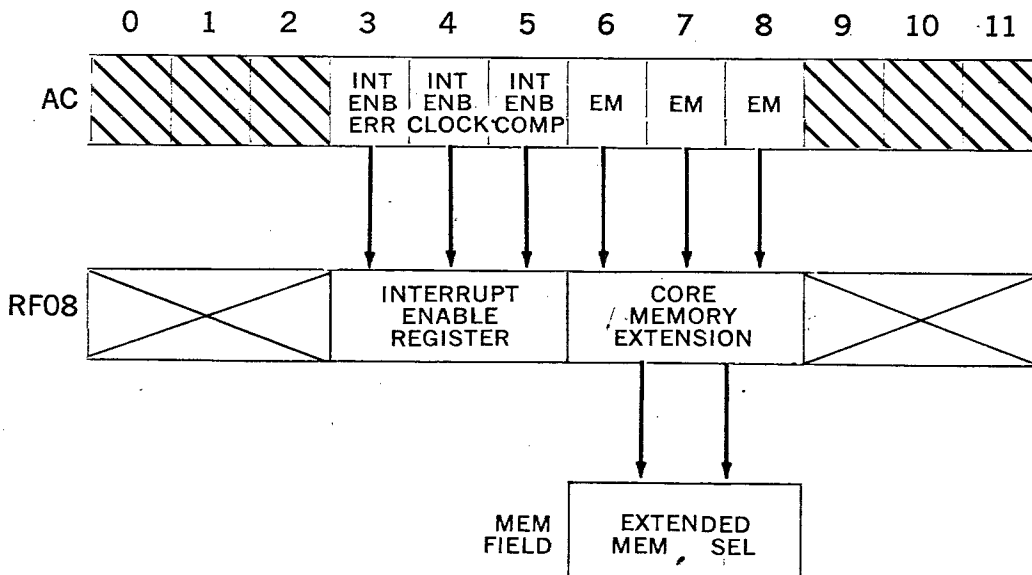 0 1 2 3 4 5 6 7 8 9 10 11
AC
INT ENB ERR
INT ENB CLOCK
INT ENB COMP
EM
EM
EM
RF08
INTERRUPT
ENABLE
REGISTER
CORE
MEMORY
EXTENSION
MEM
FIELD
EXTENDED
MEM SEL